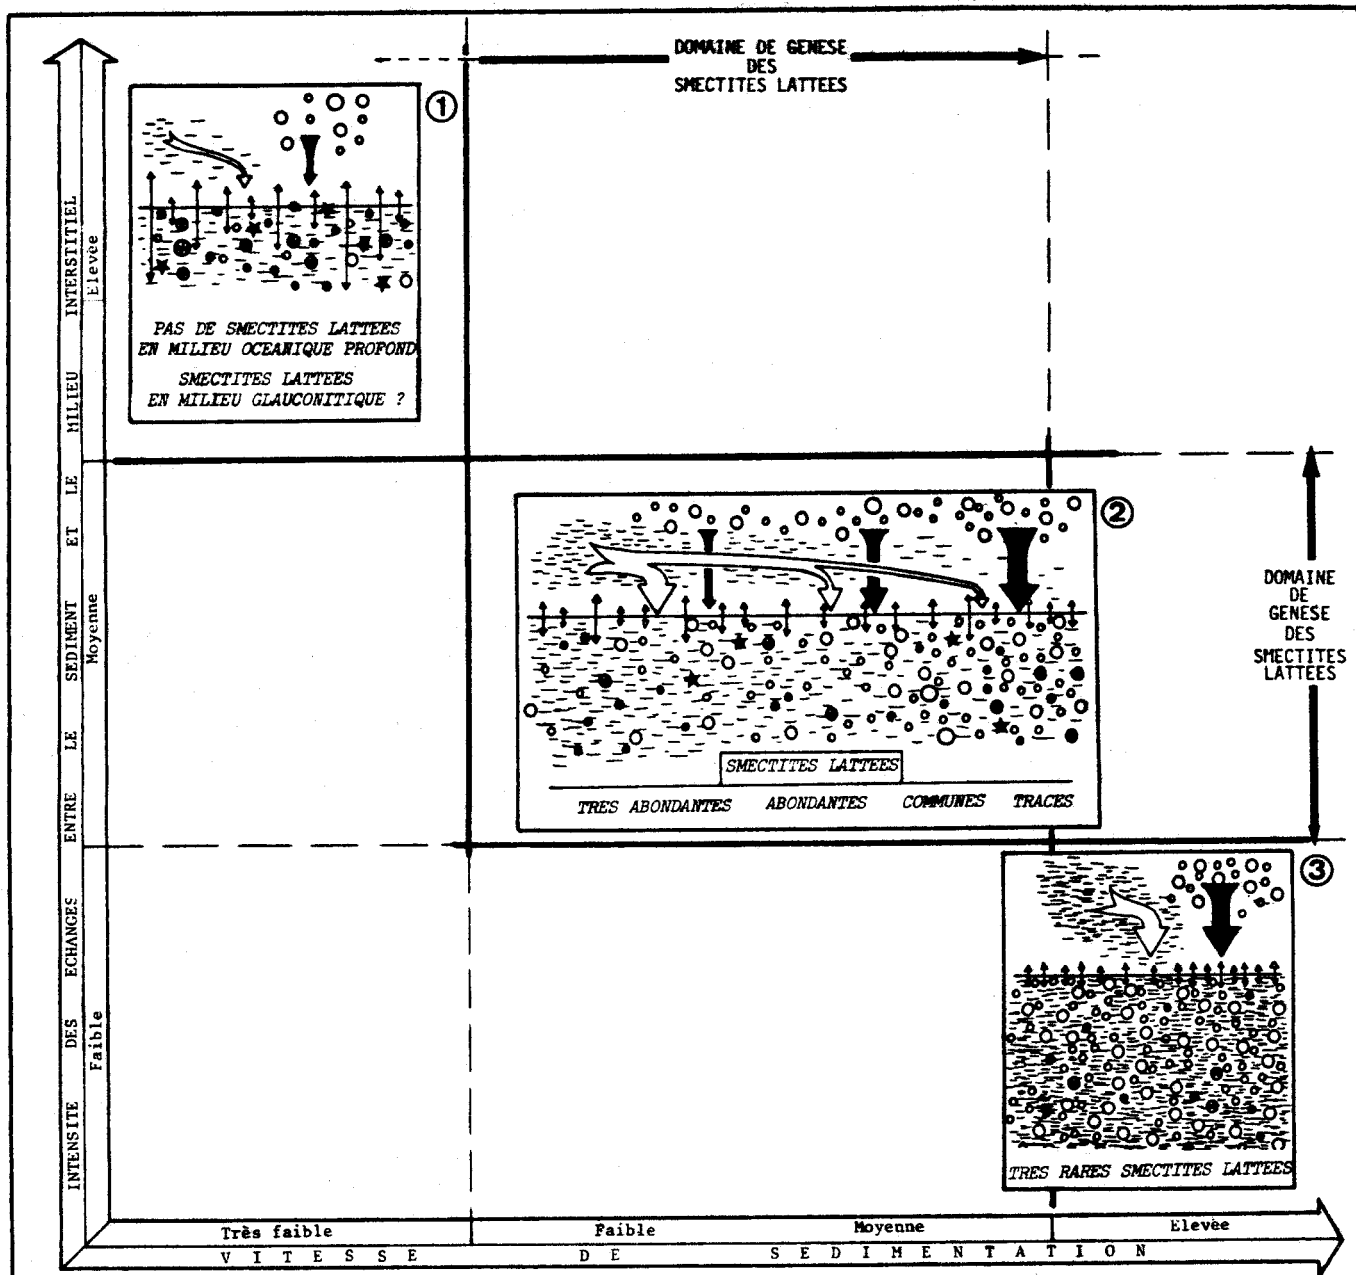 DOMAINE DE GENESE
DES
SMECTITES LATTEES
①
PAS DE SMECTITES LATTEES
EN MILIEU OCEANIQUE PROFOND
SMECTITES LATTEES
EN MILIEU GLAUCONITIQUE ?
②
SMECTITES LATTEES
TRES ABONDANTES ABONDANTES COMMUNES TRACES
DOMAINE
DE
GENESE
DES
SMECTITES
LATTEES
③
TRES RARES SMECTITES LATTEES
INTENSITE DES ECHANGES ENTRE LE SEDIMENT ET LE MILIEU INTERSTITIEL
Faible Moyenne Elevèe
Très faible Faible Moyenne Elevèe
VITESSE DE SEDIMENTATION